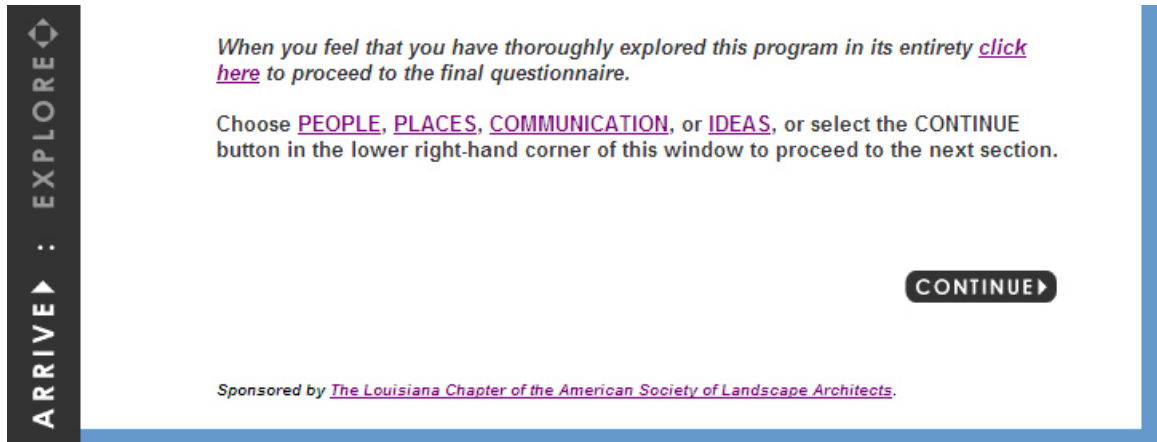 When you feel that you have thoroughly explored this program in its entirety click
here to proceed to the final questionnaire.
Choose PEOPLE, PLACES, COMMUNICATION, or IDEAS, or select the CONTINUE
button in the lower right-hand corner of this window to proceed to the next section.
CONTINUE
Sponsored by The Louisiana Chapter of the American Society of Landscape Architects.
ARRIVE : EXPLORE